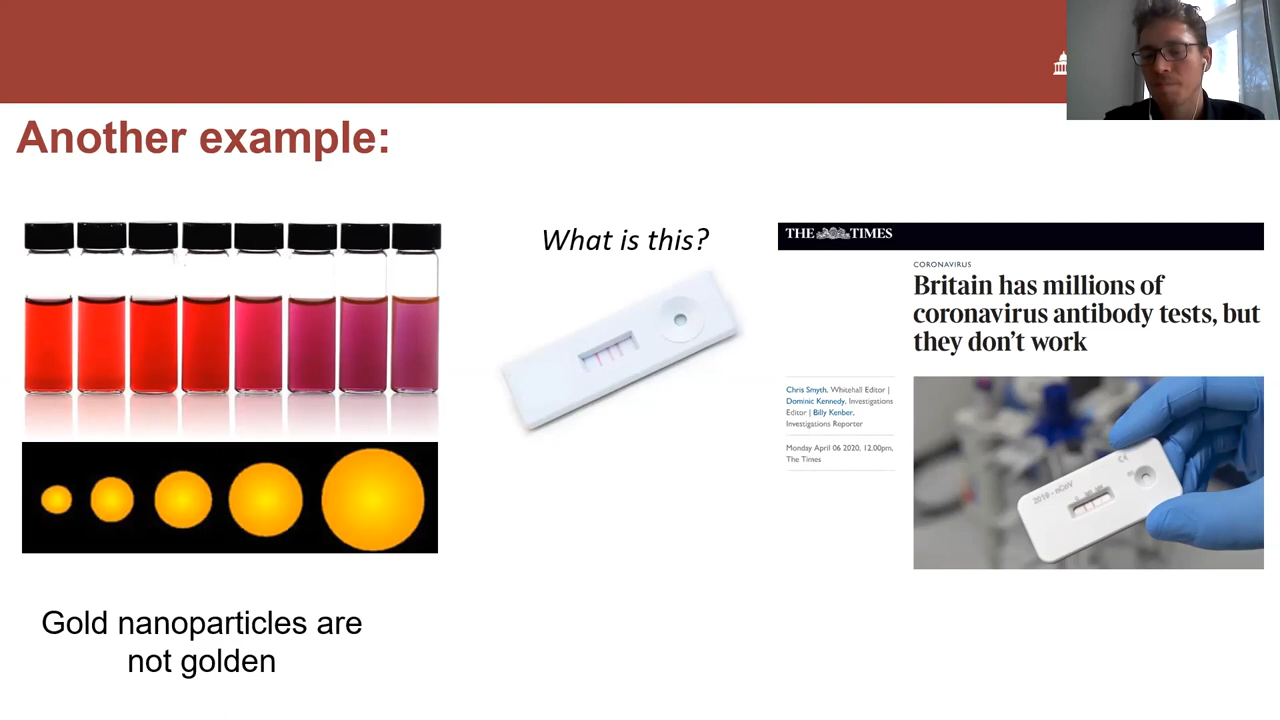 Another example:
What is this?
THE TIMES
CORONAVIRUS
Britain has millions of
coronavirus antibody tests, but
they don’t work
Chris Smyth, Whitehall Editor |
Dominic Kennedy, Investigations
Editor | Billy Kenber,
Investigations Reporter
Monday April 06 2020, 12.00pm,
The Times
2019-nCoV
Gold nanoparticles are
not golden